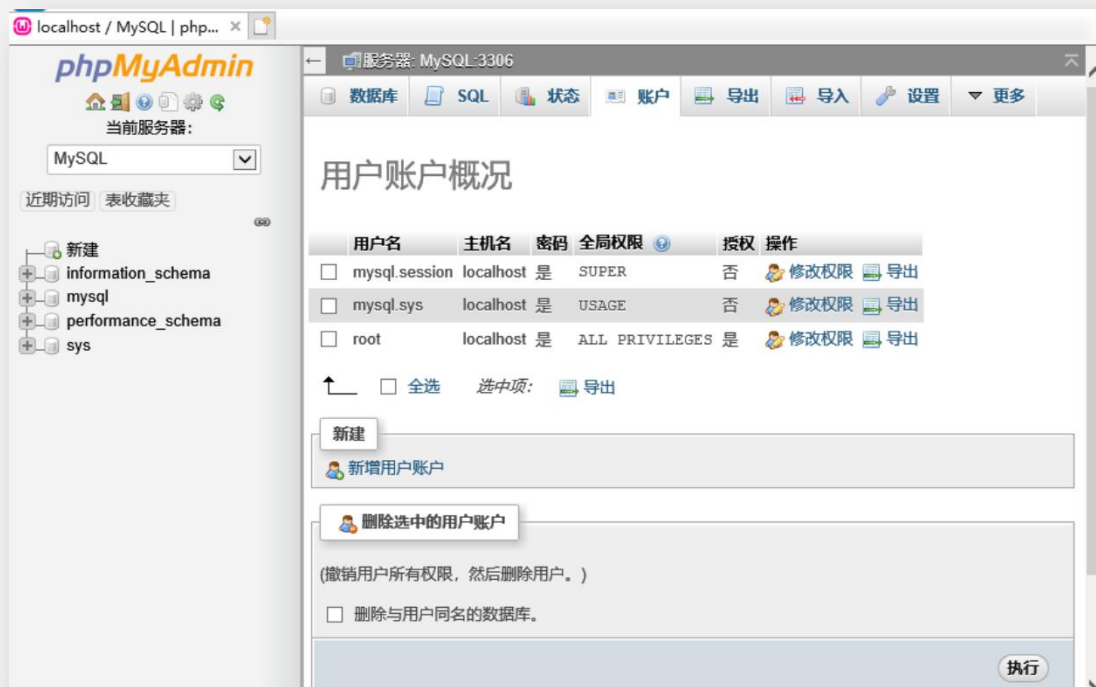 localhost / MySQL | php...
phpMyAdmin
当前服务器:
MySQL
近期访问 表收藏夹
新建
information_schema
mysql
performance_schema
sys
服务器: MySQL:3306
数据库 SQL 状态 账户 导出 导入 设置 更多
用户账户概况
用户名 主机名 密码 全局权限 授权 操作
mysql.session localhost 是 SUPER 否 修改权限 导出
mysql.sys localhost 是 USAGE 否 修改权限 导出
root localhost 是 ALL PRIVILEGES 是 修改权限 导出
全选 选中项: 导出
新建
新增用户账户
删除选中的用户账户
(撤销用户所有权限，然后删除用户。)
删除与用户同名的数据库。
执行